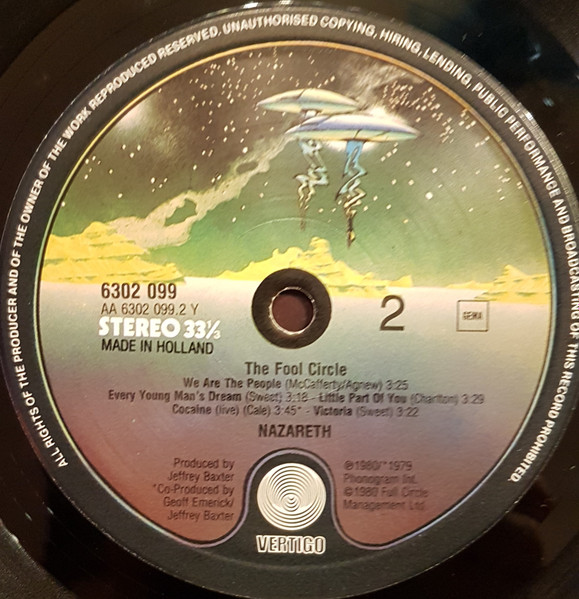 ALL RIGHTS OF THE PRODUCER AND OF THE OWNER OF THE WORK REPRODUCED RESERVED. UNAUTHORISED COPYING, HIRING, LENDING, PUBLIC PERFORMANCE AND BROADCASTING OF THIS RECORD PROHIBITED.
6302 099
AA 6302 099.2 Y
STEREO 33⅓
MADE IN HOLLAND
2
GEMA
The Fool Circle
We Are The People (McCafferty/Agnew) 3:25
Every Young Man's Dream (Sweet) 3:18 - Little Part Of You (Charlton) 3:29
Cocaine (live) (Cale) 3:45* - Victoria (Sweet) 3:22
NAZARETH
Produced by
Jeffrey Baxter
*Co-Produced by
Geoff Emerick/
Jeffrey Baxter
℗1980/*1979
Phonogram Int.
©1980 Full Circle
Management Ltd.
VERTIGO